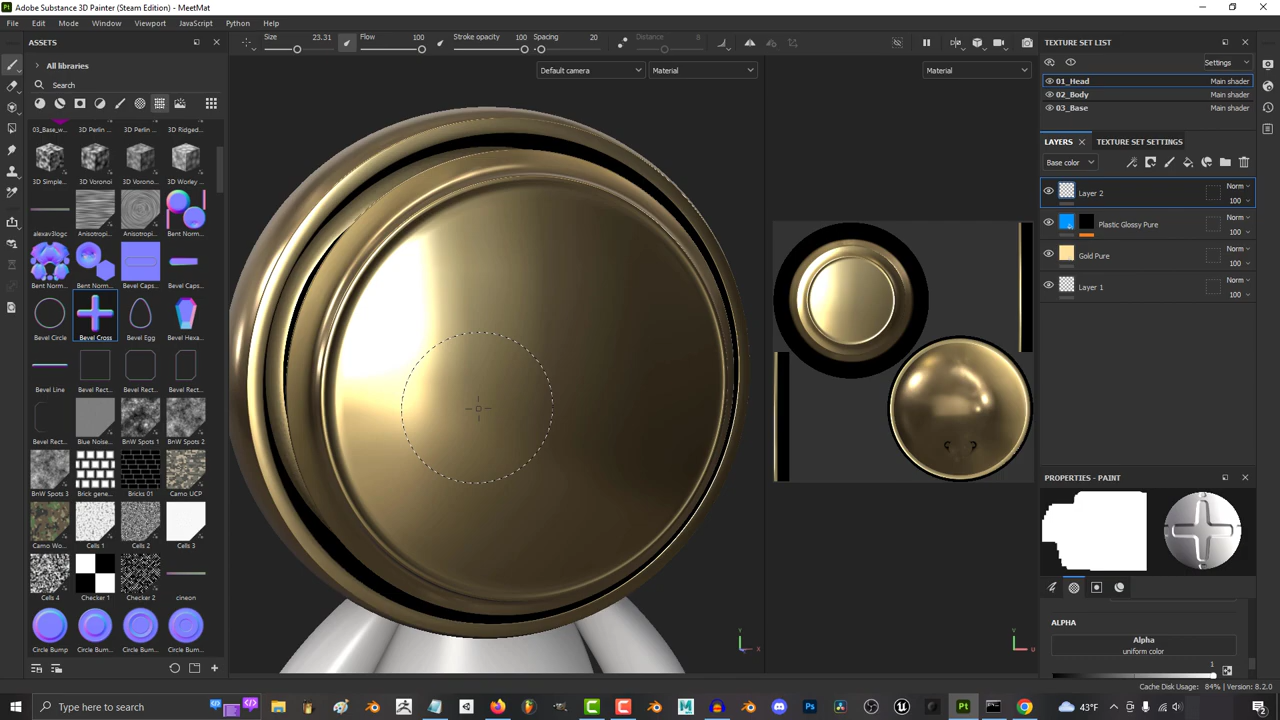 Adobe Substance 3D Painter (Steam Edition) - MeetMat
File Edit Mode Viewport JavaScript Python Help
ASSETS
All libraries
Search
03_Base_w... 3D Perlin ... 3D Perlin ... 3D Ridged...
3D Simple... 3D Voronoi 3D Vorono... 3D Worley ...
alexav3logc Anisotropi... Anisotropi... Bent Norm...
Bent Norm... Bent Norm... Bevel Caps... Bevel Caps...
Bevel Circle Bevel Cross Bevel Egg Bevel Hexa...
Bevel Line Bevel Rect... Bevel Rect... Bevel Rect...
Bevel Rect... Blue Noise... BnW Spots 1 BnW Spots 2
BnW Spots 3 Brick gene... Bricks 01 Camo UCP
Camo Wo... Cells 1 Cells 2 Cells 3
Cells 4 Checker 1 Checker 2 cineon
Circle Bump Circle Bum... Circle Bum... Circle Bum...
Size 23.31 Flow 100 Stroke opacity 100 Spacing 20 Distance 8
Default camera Material Material
Y
X
V
U
TEXTURE SET LIST
Settings
01_Head Main shader
02_Body Main shader
03_Base Main shader
LAYERS TEXTURE SET SETTINGS
Base color
Layer 2 Norm 100
Plastic Glossy Pure Norm 100
Gold Pure Norm 100
Layer 1 Norm 100
PROPERTIES - PAINT
ALPHA
Alpha
uniform color
1
Cache Disk Usage: 84% | Version: 8.2.0
Type here to search
43°F